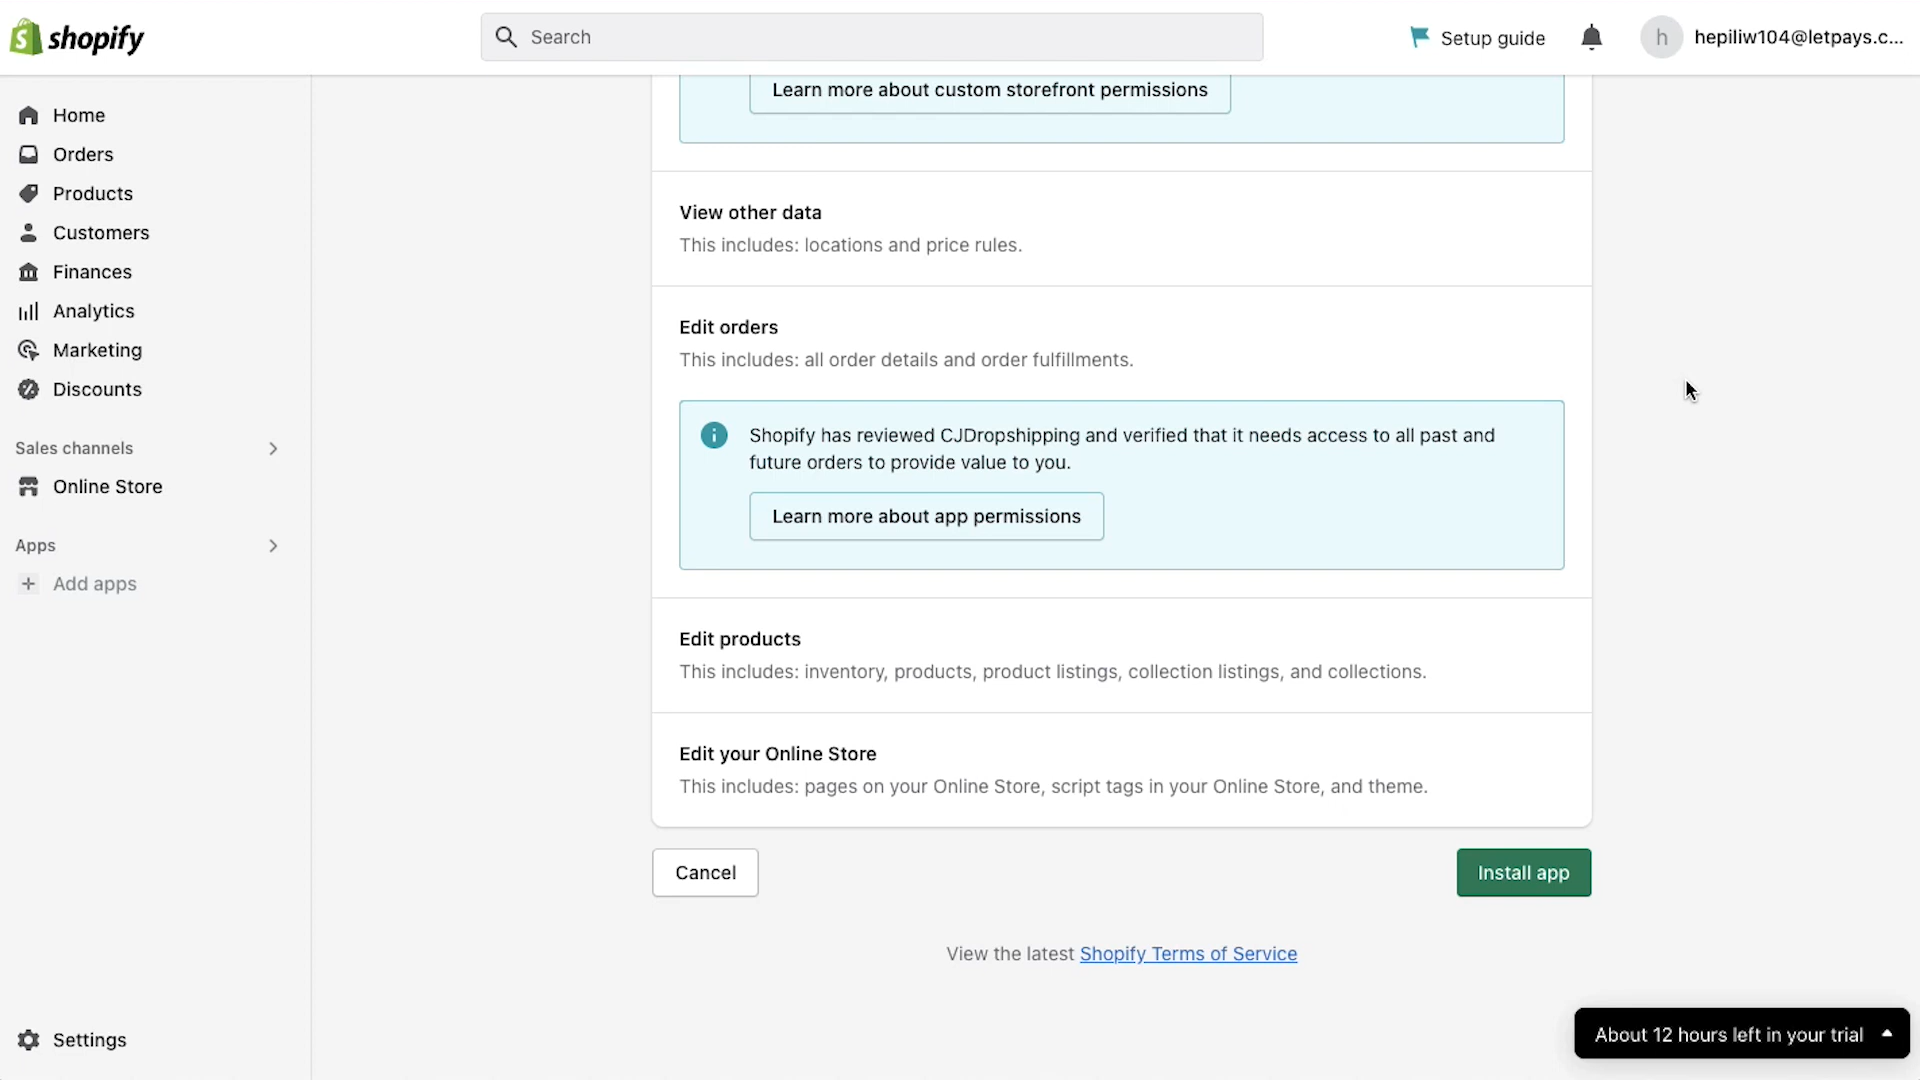 shopify
Search
Setup guide
h
hepiliw104@letpays.c...
Home
Orders
Products
Customers
Finances
Analytics
Marketing
Discounts
Sales channels
Online Store
Apps
Add apps
Settings
Learn more about custom storefront permissions
View other data
This includes: locations and price rules.
Edit orders
This includes: all order details and order fulfillments.
Shopify has reviewed CJDropshipping and verified that it needs access to all past and
future orders to provide value to you.
Learn more about app permissions
Edit products
This includes: inventory, products, product listings, collection listings, and collections.
Edit your Online Store
This includes: pages on your Online Store, script tags in your Online Store, and theme.
Cancel
Install app
View the latest Shopify Terms of Service
About 12 hours left in your trial